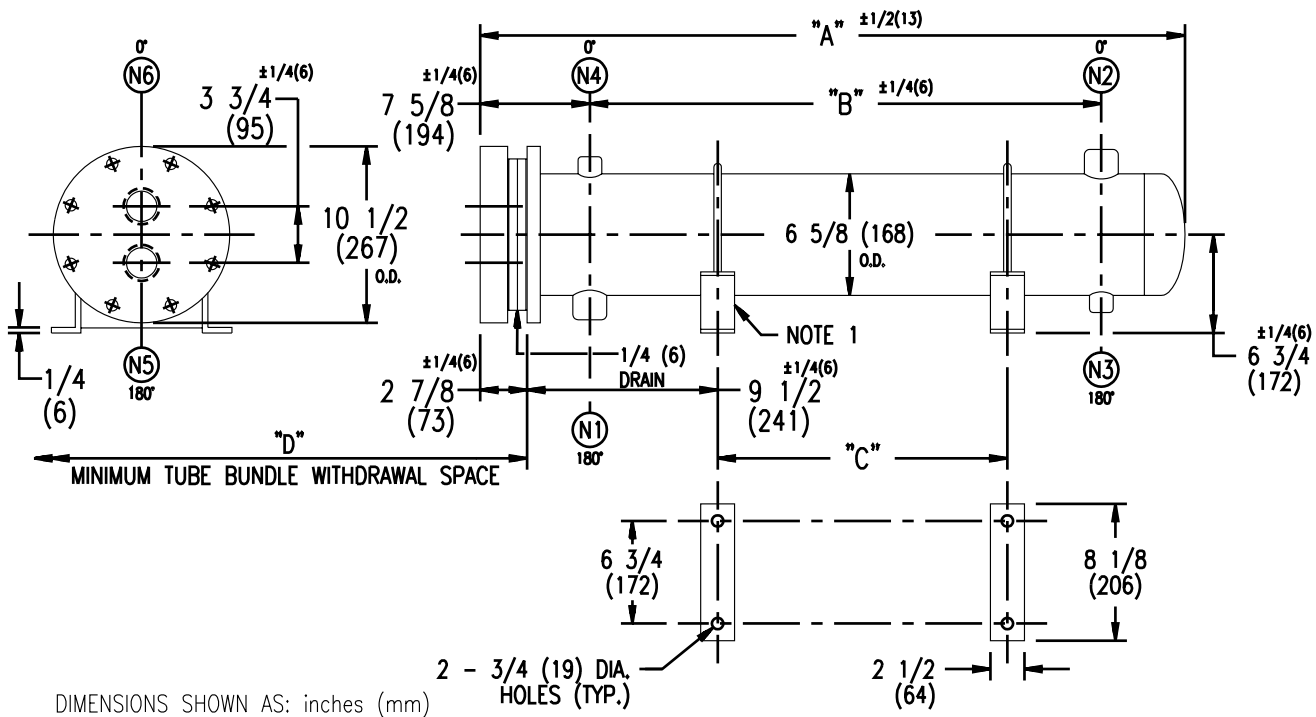 "A" ±1/2(13)
0°
N6
±1/4(6)
3 3/4
(95)
±1/4(6)
7 5/8
(194)
0°
N4
"B" ±1/4(6)
0°
N2
10 1/2
(267)
O.D.
6 5/8 (168)
O.D.
NOTE 1
1/4
(6)
N5
180°
±1/4(6)
2 7/8
(73)
1/4 (6)
DRAIN
±1/4(6)
9 1/2
(241)
N3
180°
±1/4(6)
6 3/4
(172)
N1
180°
"D"
MINIMUM TUBE BUNDLE WITHDRAWAL SPACE
"C"
6 3/4
(172)
8 1/8
(206)
2 - 3/4 (19) DIA.
HOLES (TYP.)
2 1/2
(64)
DIMENSIONS SHOWN AS: inches (mm)